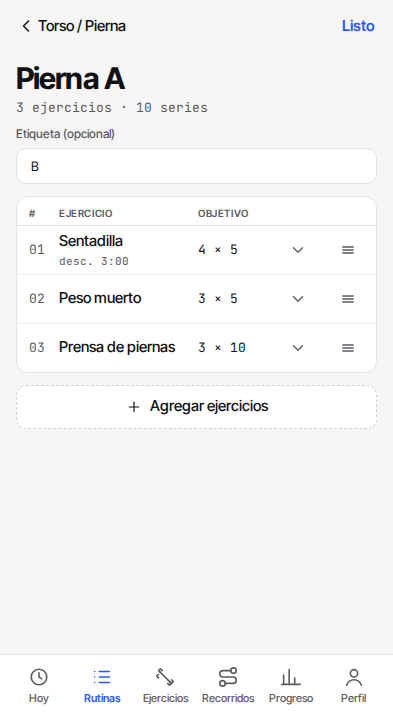 Torso / Pierna
Listo
Pierna A
3 ejercicios · 10 series
Etiqueta (opcional)
B
# EJERCICIO OBJETIVO
01 Sentadilla 4 × 5
desc. 3:00
02 Peso muerto 3 × 5
03 Prensa de piernas 3 × 10
+ Agregar ejercicios
Hoy Rutinas Ejercicios Recorridos Progreso Perfil